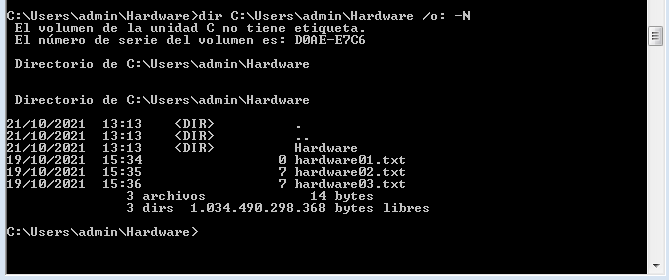 C:\Users\admin\Hardware>dir C:\Users\admin\Hardware /o: -N
El volumen de la unidad C no tiene etiqueta.
El número de serie del volumen es: D0AE-E7C6
Directorio de C:\Users\admin\Hardware
Directorio de C:\Users\admin\Hardware
21/10/2021  13:13    <DIR>          .
21/10/2021  13:13    <DIR>          ..
21/10/2021  13:13    <DIR>          Hardware
19/10/2021  15:34                 0 hardware01.txt
19/10/2021  15:35                 7 hardware02.txt
19/10/2021  15:36                 7 hardware03.txt
3 archivos             14 bytes
3 dirs  1.034.490.298.368 bytes libres
C:\Users\admin\Hardware>